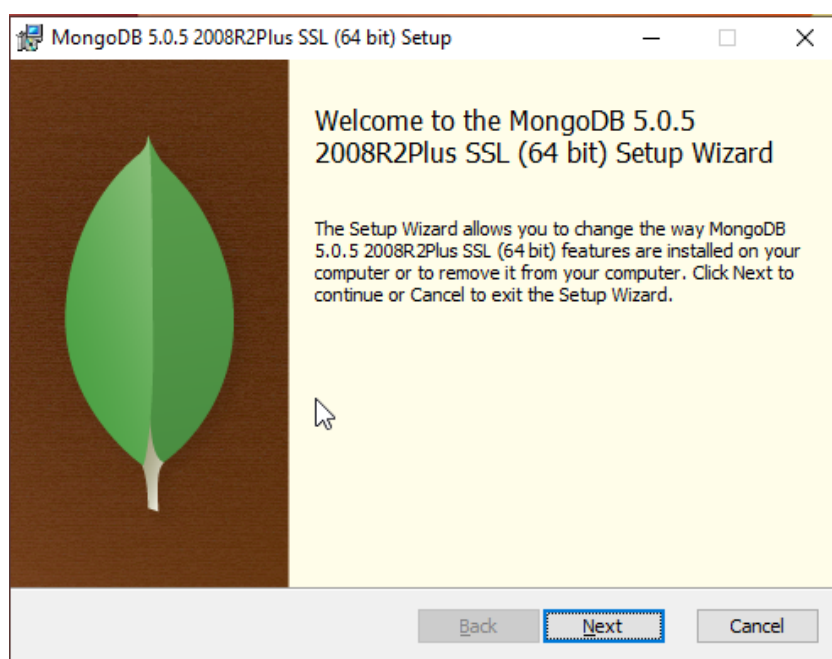 MongoDB 5.0.5 2008R2Plus SSL (64 bit) Setup
Welcome to the MongoDB 5.0.5
2008R2Plus SSL (64 bit) Setup Wizard
The Setup Wizard allows you to change the way MongoDB
5.0.5 2008R2Plus SSL (64 bit) features are installed on your
computer or to remove it from your computer. Click Next to
continue or Cancel to exit the Setup Wizard.
Back
Next
Cancel